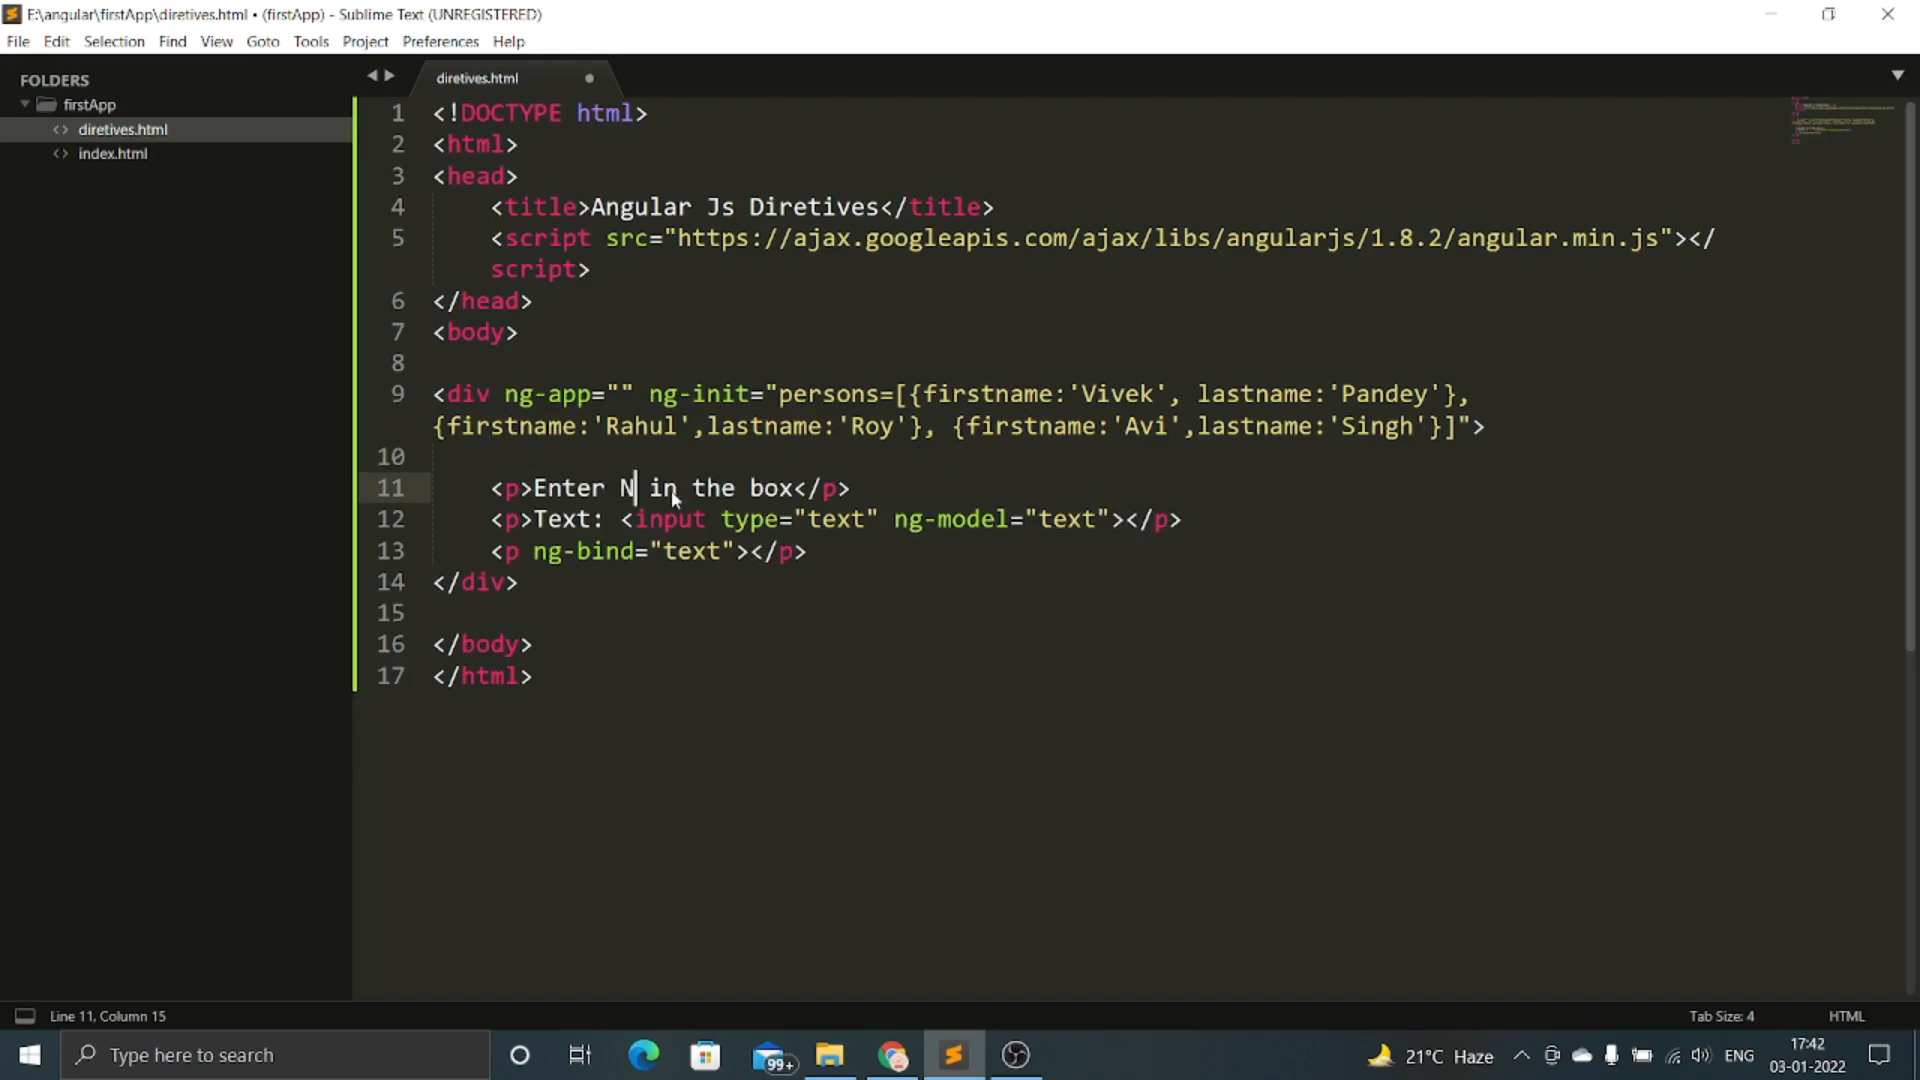 E:\angular\firstApp\diretives.html • (firstApp) - Sublime Text (UNREGISTERED)
File Edit Selection Find View Goto Tools Project Preferences Help
FOLDERS
firstApp
diretives.html
index.html
diretives.html
1 <!DOCTYPE html>
2 <html>
3 <head>
4 <title>Angular Js Diretives</title>
5 <script src="https://ajax.googleapis.com/ajax/libs/angularjs/1.8.2/angular.min.js"></
script>
6 </head>
7 <body>
8
9 <div ng-app="" ng-init="persons=[{firstname:'Vivek', lastname:'Pandey'},
{firstname:'Rahul',lastname:'Roy'}, {firstname:'Avi',lastname:'Singh'}]">
10
11 <p>Enter N in the box</p>
12 <p>Text: <input type="text" ng-model="text"></p>
13 <p ng-bind="text"></p>
14 </div>
15
16 </body>
17 </html>
Line 11, Column 15 Tab Size: 4 HTML
Type here to search 99+ 21°C Haze ENG 17:42
03-01-2022